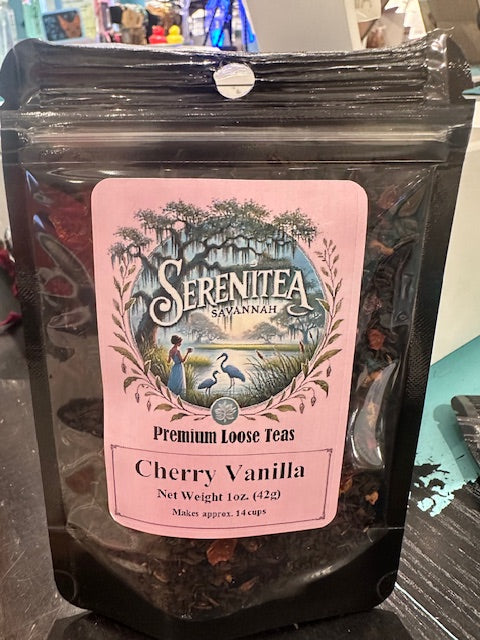 SERENITEA
SAVANNAH
Premium Loose Teas
Cherry Vanilla
Net Weight 1oz. (42g)
Makes approx. 14 cups